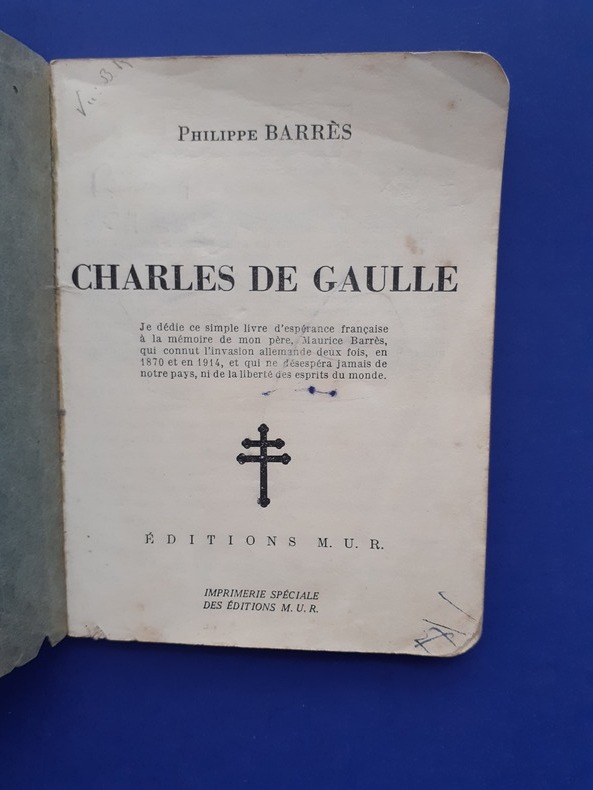 PHILIPPE BARRÈS
CHARLES DE GAULLE
Je dédie ce simple livre d'espérance française
à la mémoire de mon père, Maurice Barrès,
qui connut l'invasion allemande deux fois, en
1870 et en 1914, et qui ne désespéra jamais de
notre pays, ni de la liberté des esprits du monde.
ÉDITIONS M. U. R.
IMPRIMERIE SPÉCIALE
DES ÉDITIONS M. U. R.